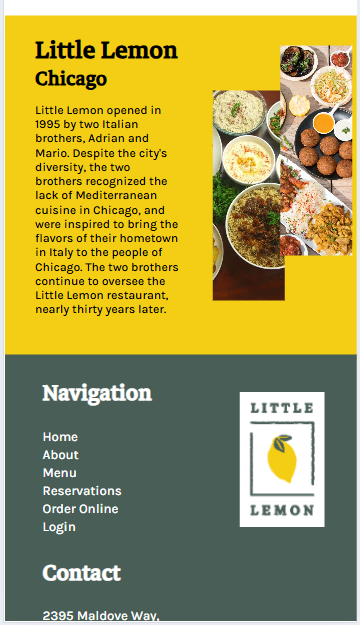 Little Lemon
Chicago
Little Lemon opened in
1995 by two Italian
brothers, Adrian and
Mario. Despite the city's
diversity, the two
brothers recognized the
lack of Mediterranean
cuisine in Chicago, and
were inspired to bring the
flavors of their hometown
in Italy to the people of
Chicago. The two brothers
continue to oversee the
Little Lemon restaurant,
nearly thirty years later.
Navigation
Home
About
Menu
Reservations
Order Online
Login
LITTLE
LEMON
Contact
2395 Maldove Way,